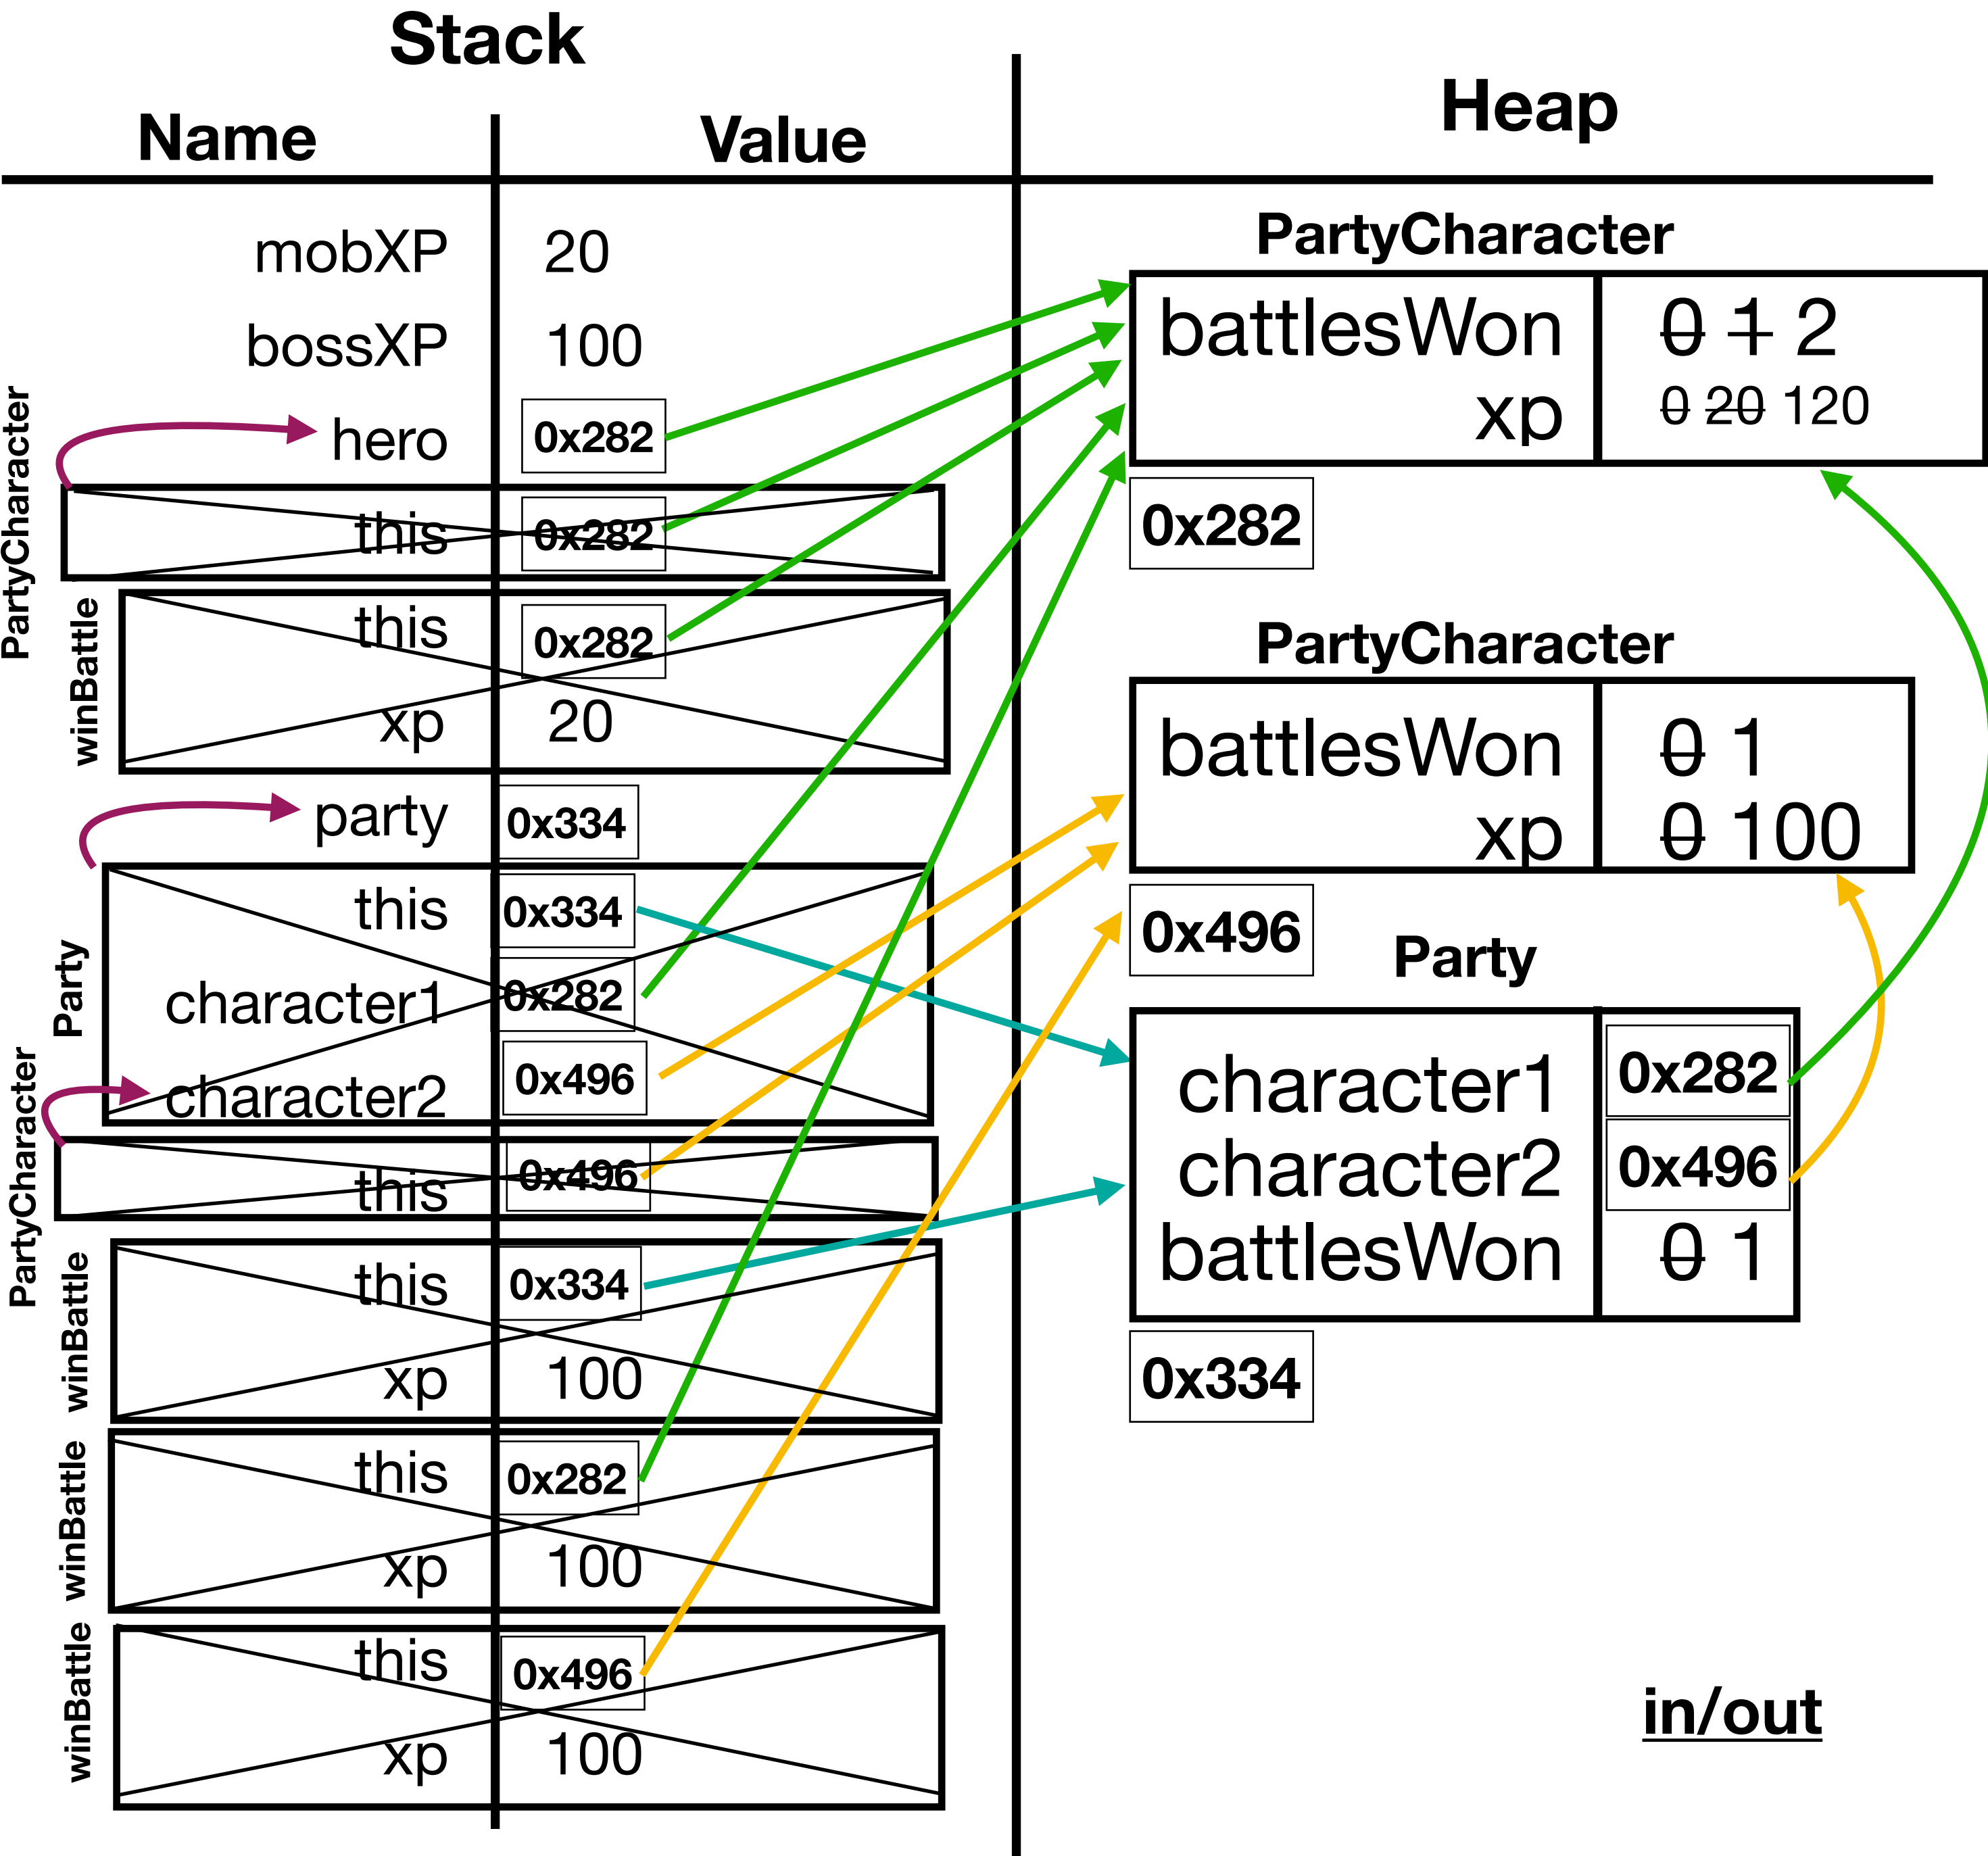 Stack
Name Value
mobXP 20
bossXP 100
hero 0x282
PartyCharacter
this 0x282
winBattle
this 0x282
xp 20
party 0x334
Party
this 0x334
character1 0x282
character2 0x496
PartyCharacter
this 0x496
winBattle
this 0x334
xp 100
winBattle
this 0x282
xp 100
winBattle
this 0x496
xp 100
Heap
PartyCharacter
battlesWon 0 1 2
xp 0 20 120
0x282
PartyCharacter
battlesWon 0 1
xp 0 100
0x496
Party
character1 0x282
character2 0x496
battlesWon 0 1
0x334
in/out